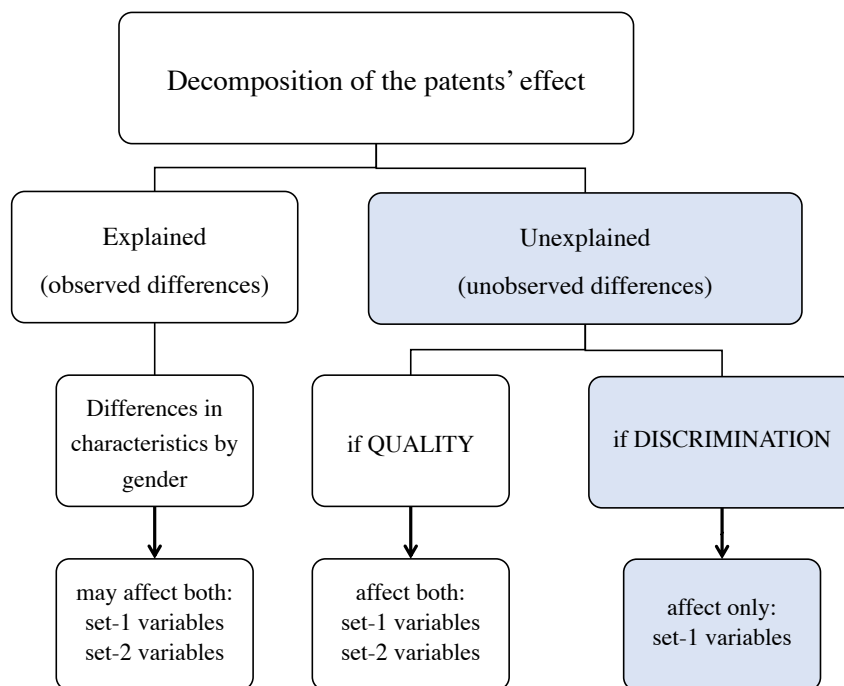 Decomposition of the patents’ effect
Explained
(observed differences)
Unexplained
(unobserved differences)
Differences in
characteristics by
gender
if QUALITY
if DISCRIMINATION
may affect both:
set-1 variables
set-2 variables
affect both:
set-1 variables
set-2 variables
affect only:
set-1 variables